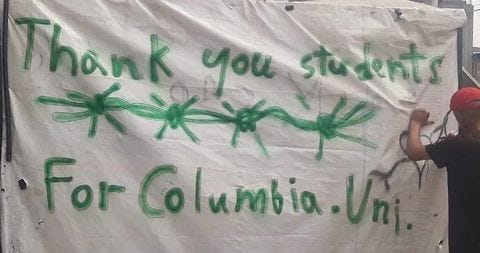 Thank you students
For Columbia.Uni.